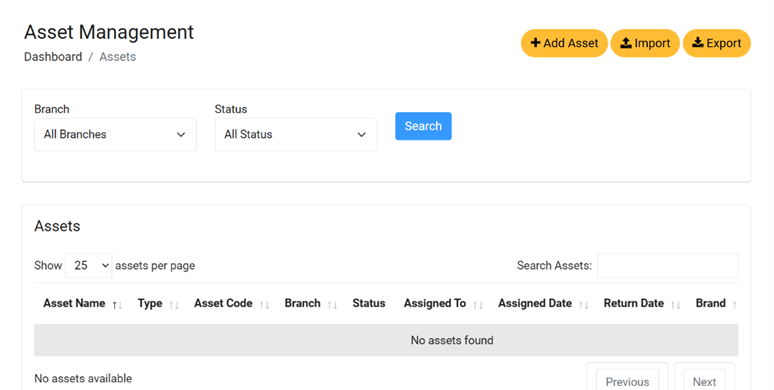 Asset Management
Dashboard / Assets
Add Asset
Import
Export
Branch
Status
All Branches
All Status
Search
Assets
Show 25 assets per page
Search Assets:
Asset Name Type Asset Code Branch Status Assigned To Assigned Date Return Date Brand
No assets found
No assets available
Previous
Next